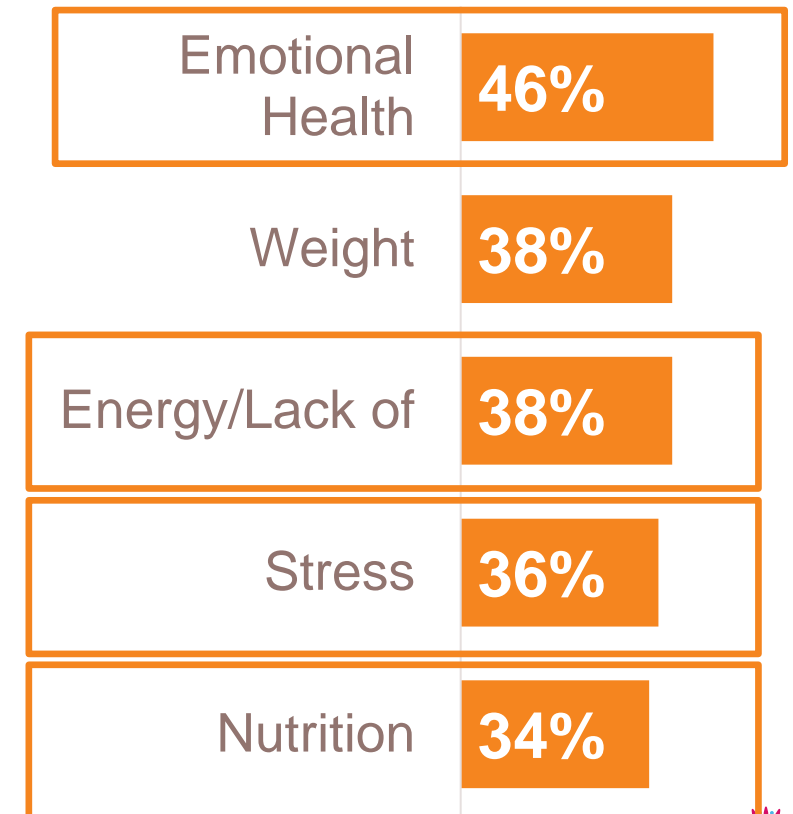 Emotional
Health
46%
Weight 38%
Energy/Lack of 38%
Stress 36%
Nutrition 34%